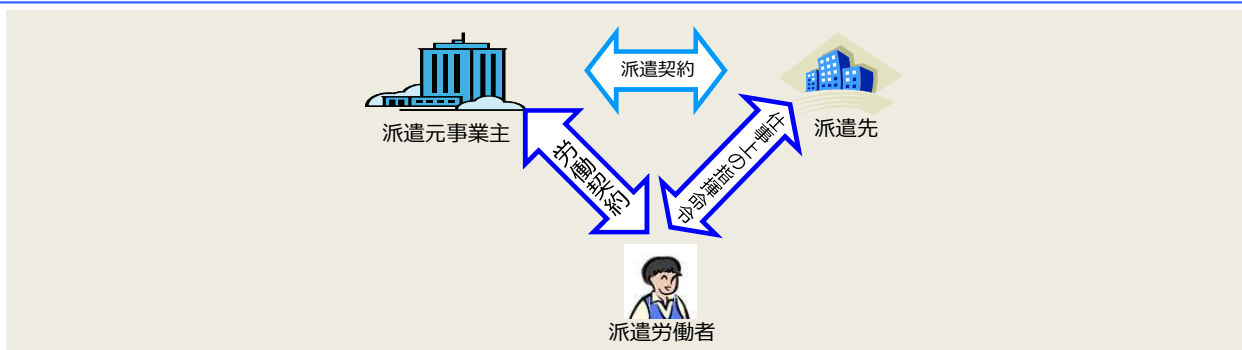 派遣契約
派遣元事業主
派遣先
労働契約
仕事上の指揮命令
派遣労働者